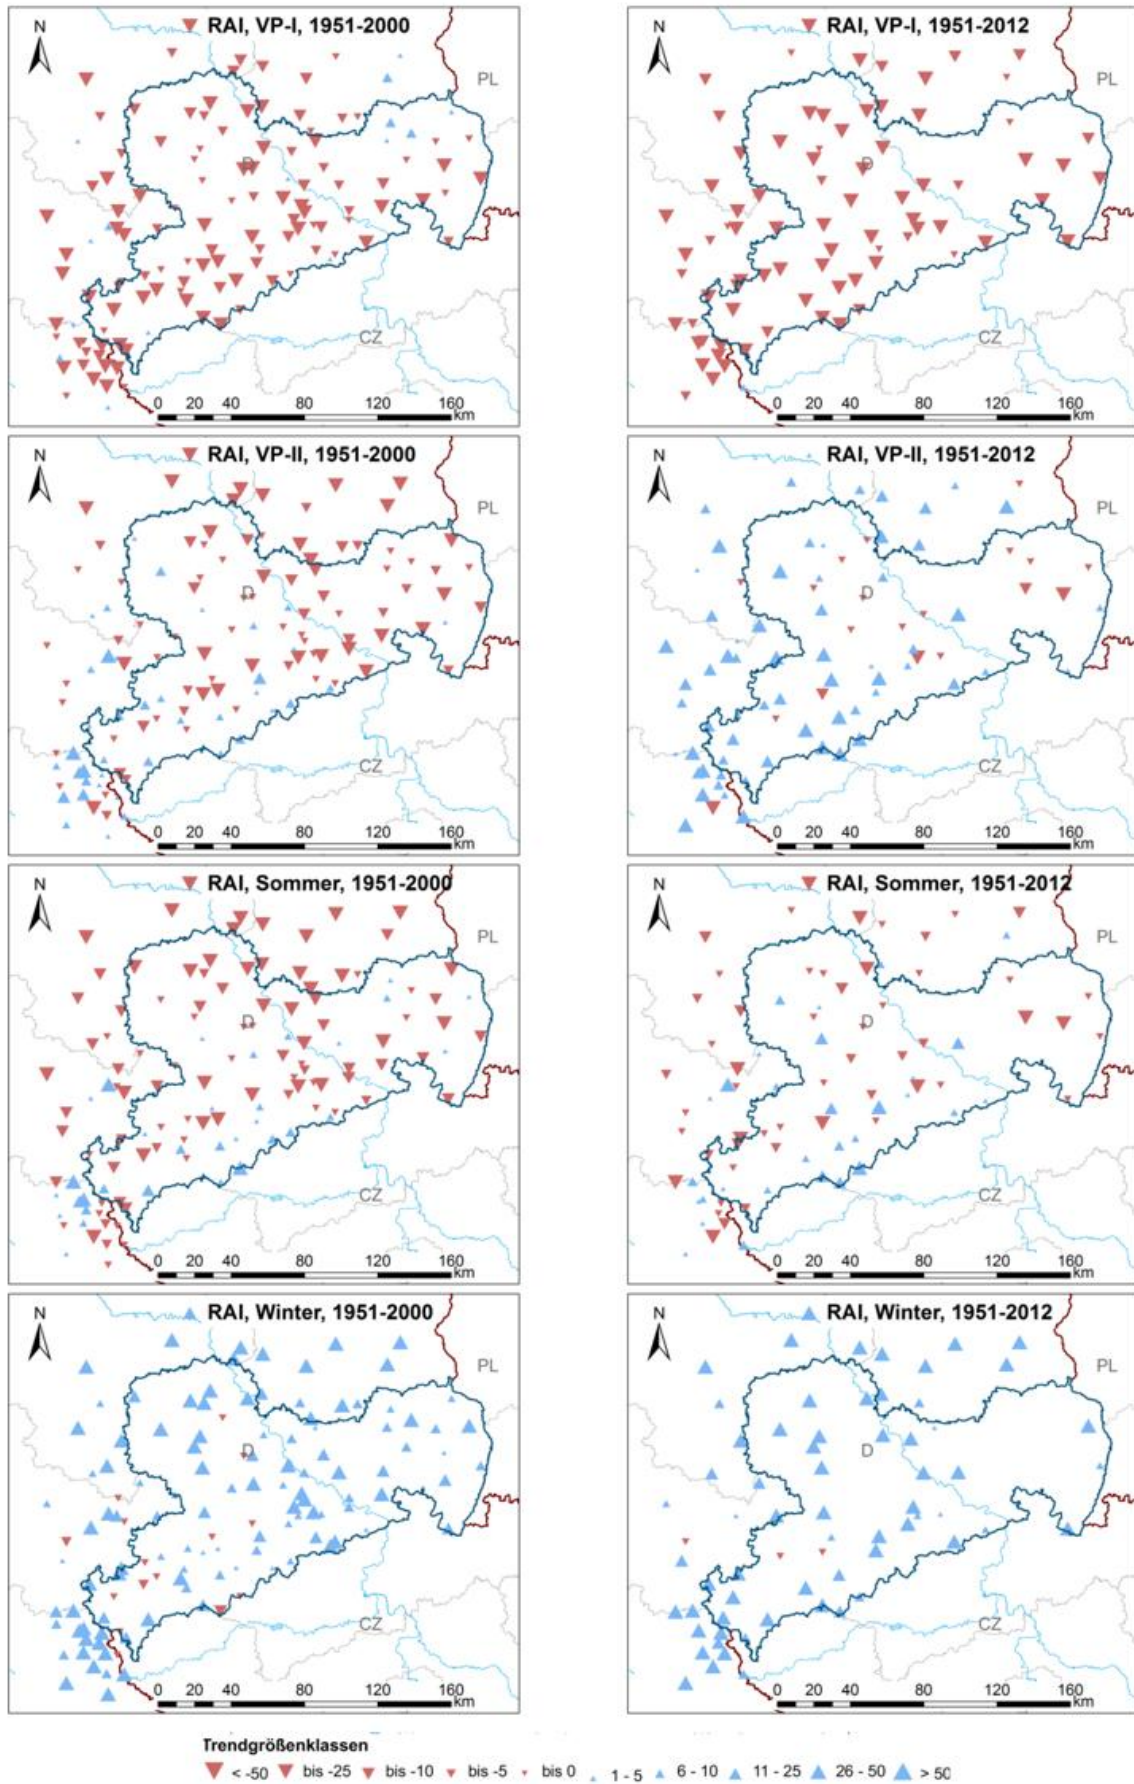 RAI, VP-I, 1951-2000
N
PL
D
CZ
0 20 40 80 120 160
km
RAI, VP-I, 1951-2012
N
PL
D
CZ
0 20 40 80 120 160
km
RAI, VP-II, 1951-2000
N
PL
D
CZ
0 20 40 80 120 160
km
RAI, VP-II, 1951-2012
N
PL
D
CZ
0 20 40 80 120 160
km
RAI, Sommer, 1951-2000
N
PL
D
CZ
0 20 40 80 120 160
km
RAI, Sommer, 1951-2012
N
PL
D
CZ
0 20 40 80 120 160
km
RAI, Winter, 1951-2000
N
PL
D
CZ
0 20 40 80 120 160
km
RAI, Winter, 1951-2012
N
PL
D
CZ
0 20 40 80 120 160
km
Trendgrößenklassen
< -50 bis -25 bis -10 bis -5 bis 0 1 - 5 6 - 10 11 - 25 26 - 50 > 50